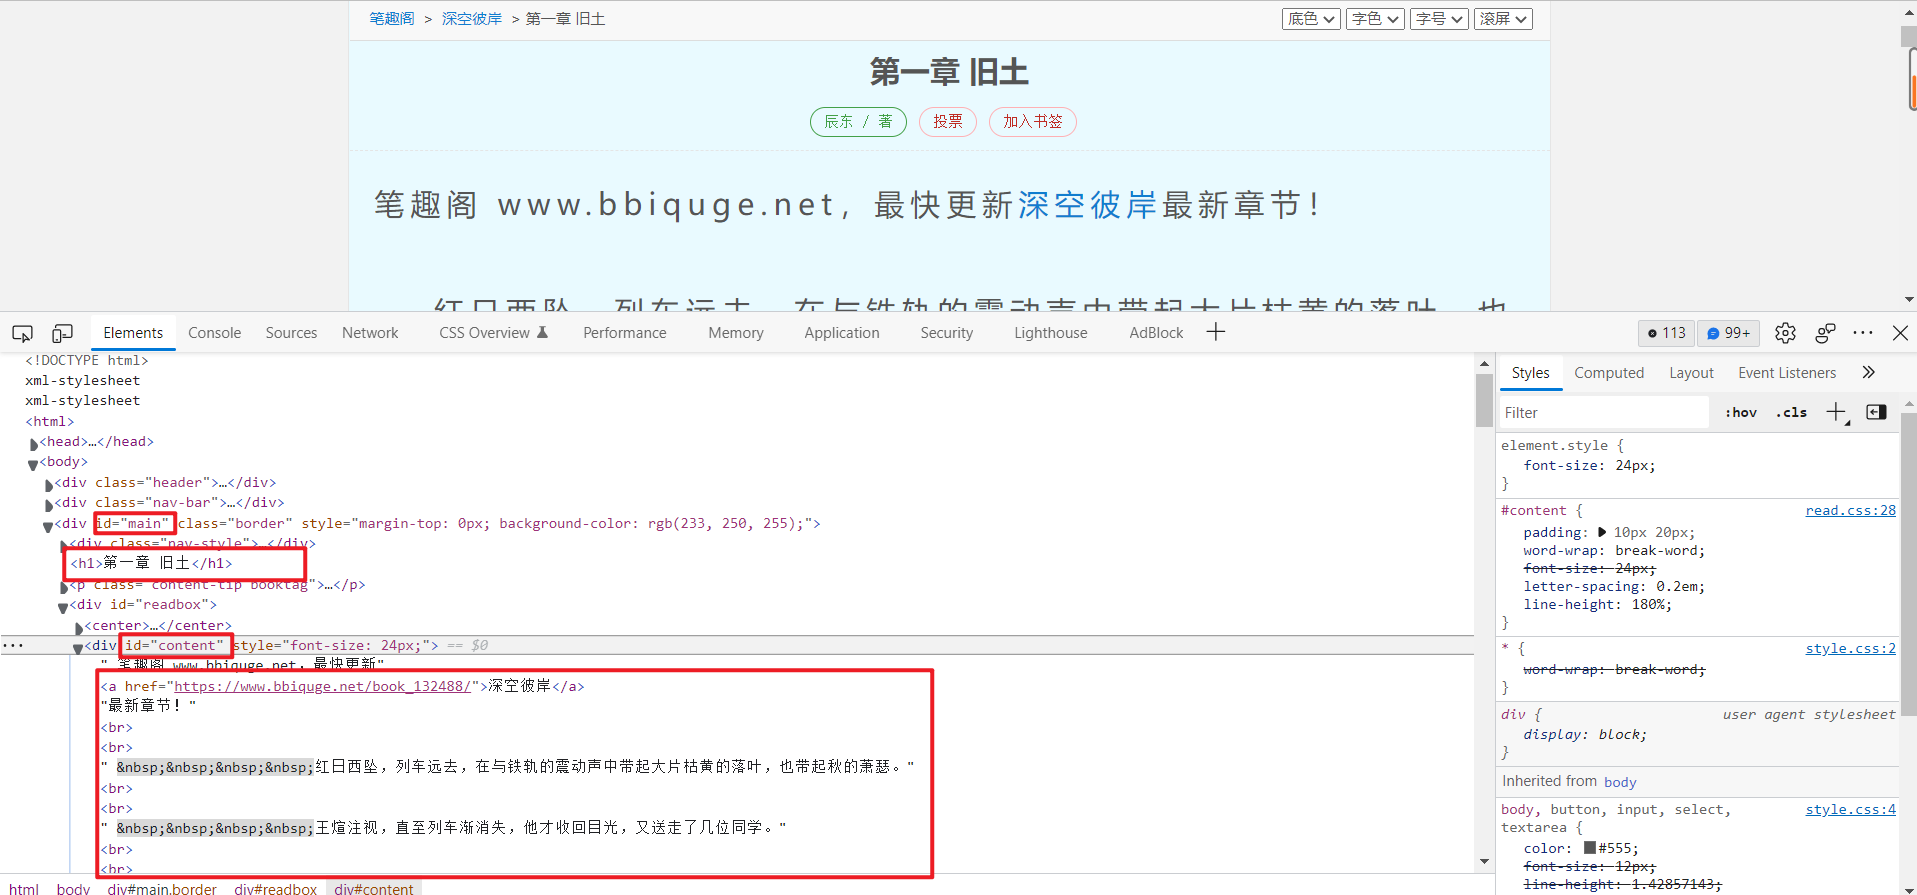 笔趣阁 > 深空彼岸 > 第一章 旧土
底色 字色 字号 滚屏
第一章 旧土
辰东 / 著 投票 加入书签
笔趣阁 www.bbiquge.net，最快更新深空彼岸最新章节！
红日西坠，列车远去，在与铁轨的震动声中带起大片枯黄的落叶，也
Elements Console Sources Network CSS Overview Performance Memory Application Security Lighthouse AdBlock
113 99+
<!DOCTYPE html>
xml-stylesheet
xml-stylesheet
<html>
<head>…</head>
<body>
<div class="header">…</div>
<div class="nav-bar">…</div>
<div id="main" class="border" style="margin-top: 0px; background-color: rgb(233, 250, 255);">
<div class="nav-style">…</div>
<h1>第一章 旧土</h1>
<p class="content-tip booktag">…</p>
<div id="readbox">
<center>…</center>
<div id="content" style="font-size: 24px;"> == $0
" 笔趣阁 www.bbiquge.net，最快更新"
<a href="https://www.bbiquge.net/book_132488/">深空彼岸</a>
"最新章节！"
<br>
<br>
" &nbsp;&nbsp;&nbsp;&nbsp;红日西坠，列车远去，在与铁轨的震动声中带起大片枯黄的落叶，也带起秋的萧瑟。"
<br>
<br>
" &nbsp;&nbsp;&nbsp;&nbsp;王煊注视，直至列车渐消失，他才收回目光，又送走了几位同学。"
<br>
<br>
html body div#main.border div#readbox div#content
Styles Computed Layout Event Listeners
Filter :hov .cls
element.style {
font-size: 24px;
}
#content { read.css:28
padding: 10px 20px;
word-wrap: break-word;
font-size: 24px;
letter-spacing: 0.2em;
line-height: 180%;
}
* { style.css:2
word-wrap: break-word;
}
div { user agent stylesheet
display: block;
}
Inherited from body
body, button, input, select, style.css:4
textarea {
color: #555;
font-size: 12px;
line-height: 1.42857143;